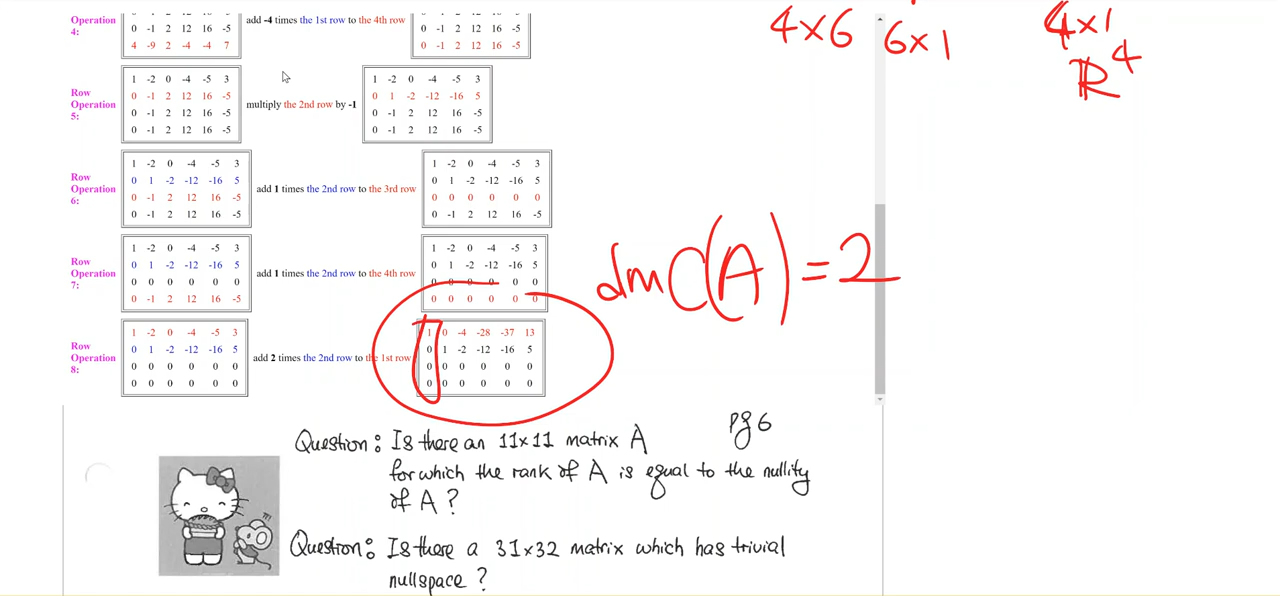 Operation
4:
0 -1 2 12 16 -5
4 -9 2 -4 -4 7
add -4 times the 1st row to the 4th row
0 -1 2 12 16 -5
0 -1 2 12 16 -5
4×6 6×1 4×1
ℝ⁴
Row
Operation
5:
1 -2 0 -4 -5 3
0 -1 2 12 16 -5
0 -1 2 12 16 -5
0 -1 2 12 16 -5
multiply the 2nd row by -1
1 -2 0 -4 -5 3
0 1 -2 -12 -16 5
0 -1 2 12 16 -5
0 -1 2 12 16 -5
Row
Operation
6:
1 -2 0 -4 -5 3
0 1 -2 -12 -16 5
0 -1 2 12 16 -5
0 -1 2 12 16 -5
add 1 times the 2nd row to the 3rd row
1 -2 0 -4 -5 3
0 1 -2 -12 -16 5
0 0 0 0 0 0
0 -1 2 12 16 -5
Row
Operation
7:
1 -2 0 -4 -5 3
0 1 -2 -12 -16 5
0 0 0 0 0 0
0 -1 2 12 16 -5
add 1 times the 2nd row to the 4th row
1 -2 0 -4 -5 3
0 1 -2 -12 -16 5
0 0 0 0 0 0
0 0 0 0 0 0
dim C(A) = 2
Row
Operation
8:
1 -2 0 -4 -5 3
0 1 -2 -12 -16 5
0 0 0 0 0 0
0 0 0 0 0 0
add 2 times the 2nd row to the 1st row
1 0 -4 -28 -37 13
0 1 -2 -12 -16 5
0 0 0 0 0 0
0 0 0 0 0 0
pg 6
Question: Is there an 11×11 matrix A
for which the rank of A is equal to the nullity
of A?
Question: Is there a 31×32 matrix which has trivial
nullspace?